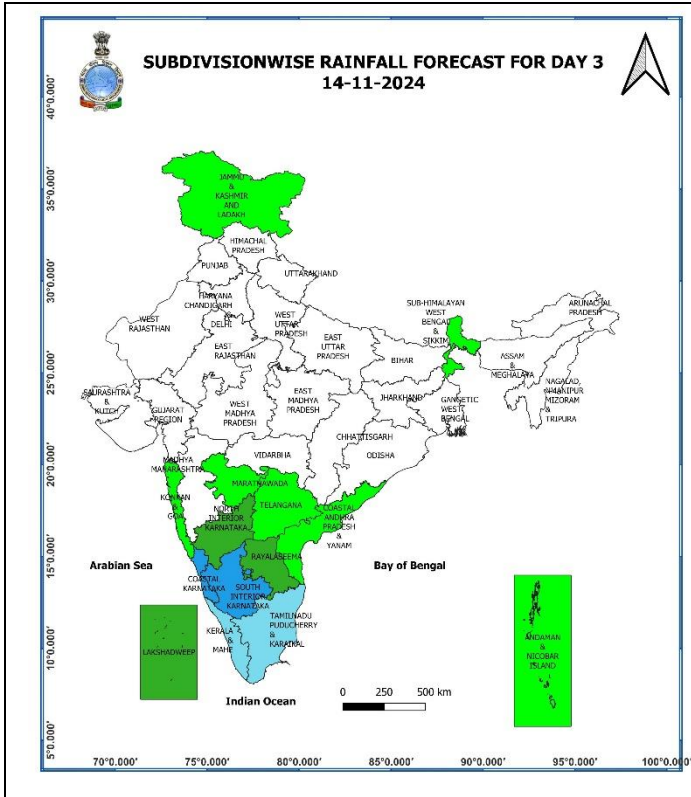 SUBDIVISIONWISE RAINFALL FORECAST FOR DAY 3
14-11-2024
40°0.000'
35°0.000'
30°0.000'
25°0.000'
20°0.000'
15°0.000'
10°0.000'
5°0.000'
JAMMU
&
KASHMIR
AND
LADAKH
HIMACHAL
PRADESH
PUNJAB
UTTARAKHAND
HARYANA
CHANDIGARH
&
DELHI
WEST
RAJASTHAN
WEST
UTTAR
PRADESH
EAST
RAJASTHAN
EAST
UTTAR
PRADESH
SUB-HIMALAYAN
WEST
BENGAL
&
SIKKIM
ARUNACHAL
PRADESH
BIHAR
ASSAM
&
MEGHALAYA
NAGALAD,
MANIPUR
MIZORAM
&
TRIPURA
SAURASHTRA
&
KUTCH
GUJARAT
REGION
WEST
MADHYA
PRADESH
EAST
MADHYA
PRADESH
JHARKHAND
GANGETIC
WEST
BENGAL
CHHATTISGARH
ODISHA
VIDARBHA
MADHYA
MAHARASHTRA
MARATHWADA
TELANGANA
KONKAN
&
GOA
NORTH
INTERIOR
KARNATAKA
COASTAL
ANDHRA
PRADESH
&
YANAM
RAYALASEEMA
Arabian Sea
Bay of Bengal
COASTAL
KARNATAKA
SOUTH
INTERIOR
KARNATAKA
TAMILNADU
PUDUCHERRY
&
KARAIKAL
KERALA
&
MAHE
LAKSHADWEEP
ANDAMAN
&
NICOBAR
ISLAND
Indian Ocean
0 250 500 km
70°0.000' 75°0.000' 80°0.000' 85°0.000' 90°0.000' 95°0.000' 100°0.000'